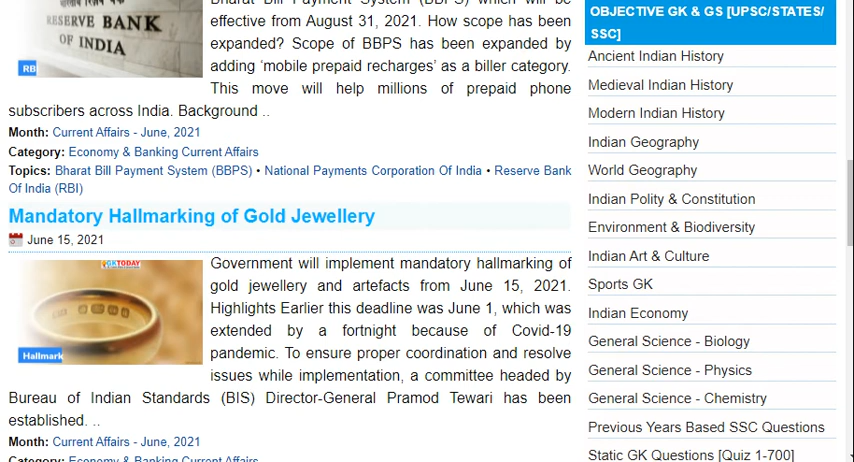 RESERVE BANK
OF INDIA
RBI
Bharat Bill Payment System (BBPS) which will be
effective from August 31, 2021. How scope has been
expanded? Scope of BBPS has been expanded by
adding ‘mobile prepaid recharges’ as a biller category.
This move will help millions of prepaid phone
subscribers across India. Background ..
Month: Current Affairs - June, 2021
Category: Economy & Banking Current Affairs
Topics: Bharat Bill Payment System (BBPS) • National Payments Corporation Of India • Reserve Bank
Of India (RBI)
Mandatory Hallmarking of Gold Jewellery
June 15, 2021
GKTODAY
Hallmark
Government will implement mandatory hallmarking of
gold jewellery and artefacts from June 15, 2021.
Highlights Earlier this deadline was June 1, which was
extended by a fortnight because of Covid-19
pandemic. To ensure proper coordination and resolve
issues while implementation, a committee headed by
Bureau of Indian Standards (BIS) Director-General Pramod Tewari has been
established. ..
Month: Current Affairs - June, 2021
Category: Economy & Banking Current Affairs
OBJECTIVE GK & GS [UPSC/STATES/
SSC]
Ancient Indian History
Medieval Indian History
Modern Indian History
Indian Geography
World Geography
Indian Polity & Constitution
Environment & Biodiversity
Indian Art & Culture
Sports GK
Indian Economy
General Science - Biology
General Science - Physics
General Science - Chemistry
Previous Years Based SSC Questions
Static GK Questions [Quiz 1-700]